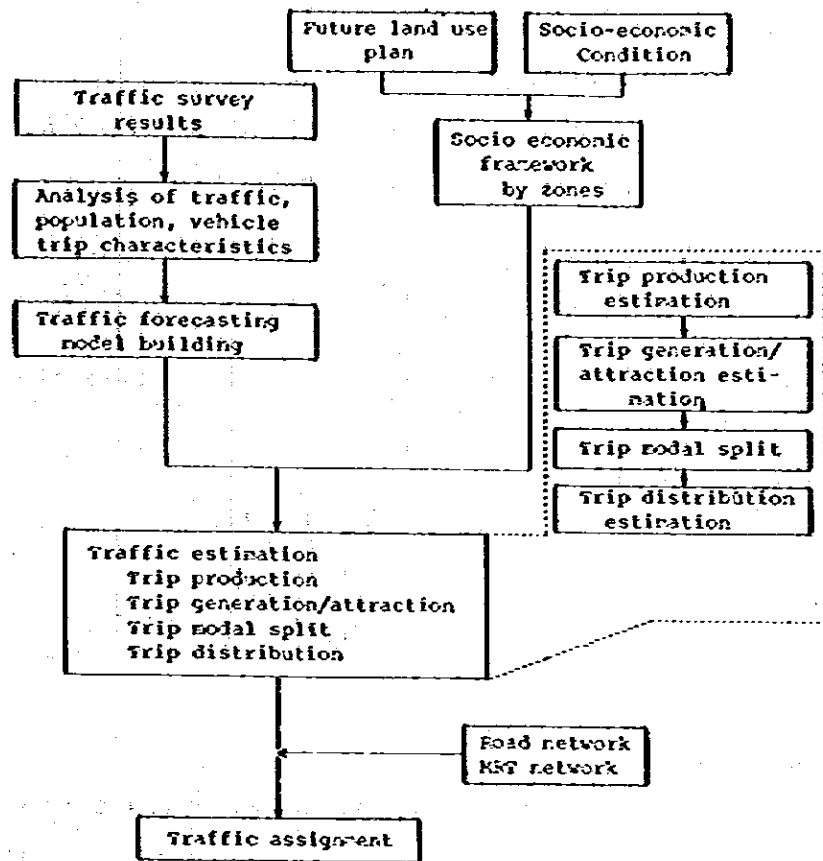 Future land use
plan
Socio-economic
Condition
Traffic survey
results
Socio economic
framework
by zones
Analysis of traffic,
population, vehicle
trip characteristics
Trip production
estimation
Traffic forecasting
model building
Trip generation/
attraction esti-
mation
Trip modal split
Trip distribution
estimation
Traffic estimation
Trip production
Trip generation/attraction
Trip modal split
Trip distribution
Road network
MRT network
Traffic assignment